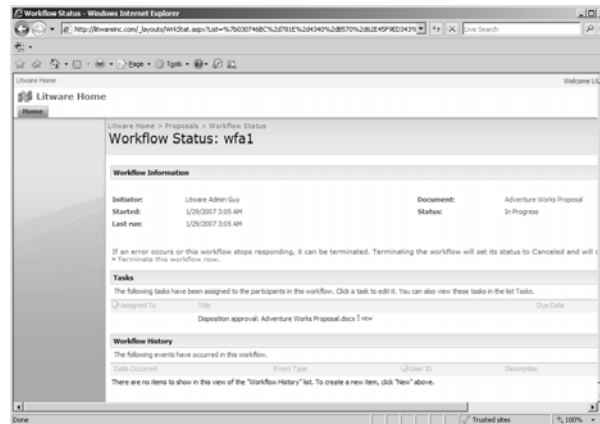 Workflow Status - Windows Internet Explorer
Live Search
Page Tools
Litware Home
Welcome
Litware Home
Home
Litware Home > Proposals > Workflow Status
Workflow Status: wfa1
Workflow Information
Initiator: Litware Admin Guy Document: Adventure Works Proposal
Started: 1/29/2007 3:05 AM Status: In Progress
Last run: 1/29/2007 3:05 AM
If an error occurs or this workflow stops responding, it can be terminated. Terminating the workflow will set its status to Canceled and will
Terminate this workflow now.
Tasks
The following tasks have been assigned to the participants in this workflow. Click a task to edit it. You can also view these tasks in the list Tasks.
Assigned To Title Due Date
Disposition approval: Adventure Works Proposal.docx ! NEW
Workflow History
The following events have occurred in this workflow.
Date Occurred Event Type User ID Description
There are no items to show in this view of the "Workflow History" list. To create a new item, click "New" above.
Done Trusted sites 100%